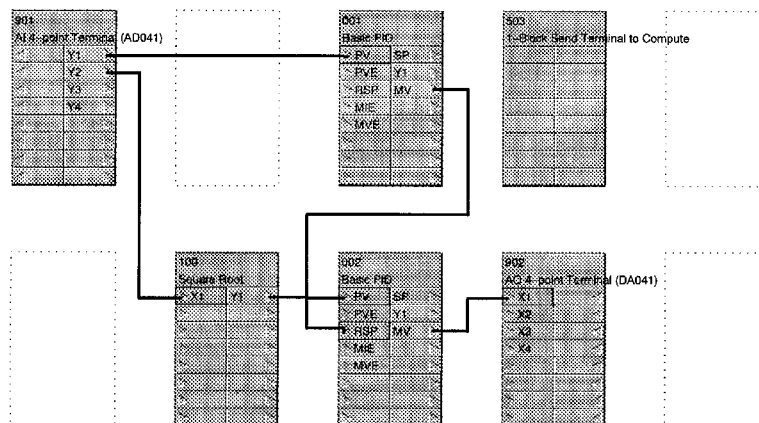 901
AI 4-point Terminal (AD041)
Y1
Y2
Y3
Y4
001
Basic PID
PV SP
PVE Y1
RSP MV
MIE
MVE
503
1-Block Send Terminal to Compute
100
Square Root
X1 Y1
002
Basic PID
PV SP
PVE Y1
RSP MV
MIE
MVE
902
AO 4-point Terminal (DA041)
X1
X2
X3
X4